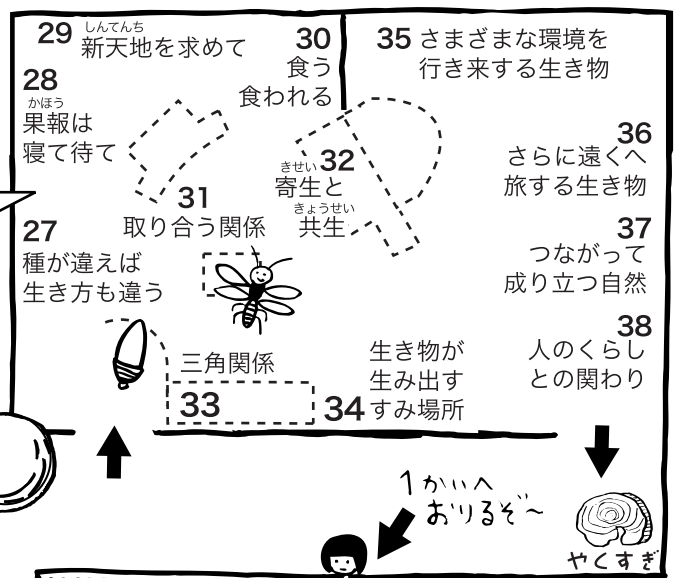 29 新天地を求めて
しんてんち
30
食う
食われる
35 さまざまな環境を
行き来する生き物
28
かほう
果報は
寝て待て
36
さらに遠くへ
旅する生き物
31
取り合う関係
32
きせい
寄生と
きょうせい
共生
27
種が違えば
生き方も違う
37
つながって
成り立つ自然
38
人のくらし
との関わり
三角関係
33
34
生き物が
生み出す
すみ場所
1かいへ
おりるぞ〜
やくすぎ